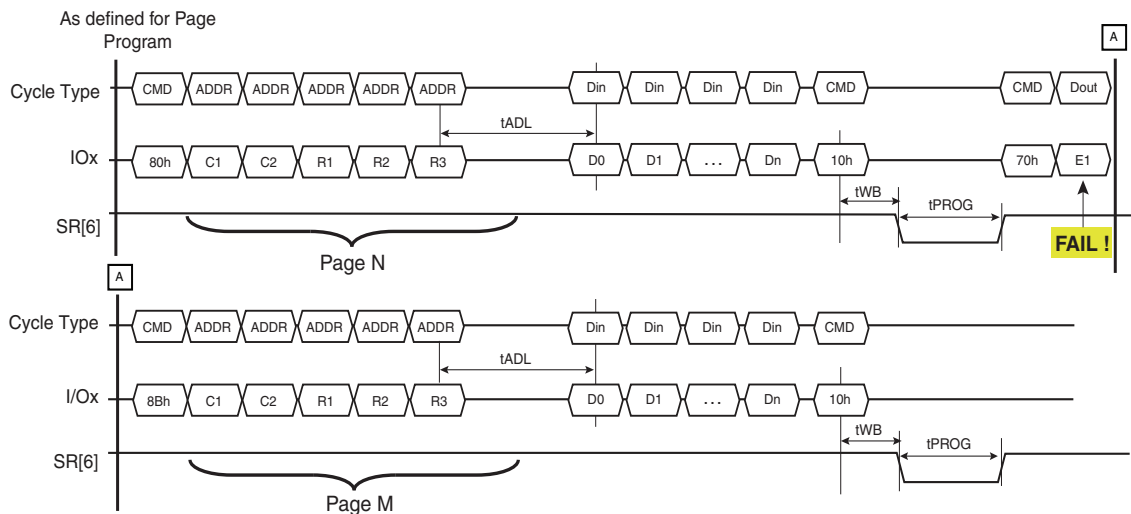 As defined for Page
Program
A
Cycle Type CMD ADDR ADDR ADDR ADDR ADDR Din Din Din Din CMD CMD Dout
tADL
IOx 80h C1 C2 R1 R2 R3 D0 D1 ... Dn 10h 70h E1
tWB tPROG
SR[6]
FAIL !
Page N
A
Cycle Type CMD ADDR ADDR ADDR ADDR ADDR Din Din Din Din CMD
tADL
I/Ox 8Bh C1 C2 R1 R2 R3 D0 D1 ... Dn 10h
tWB tPROG
SR[6]
Page M